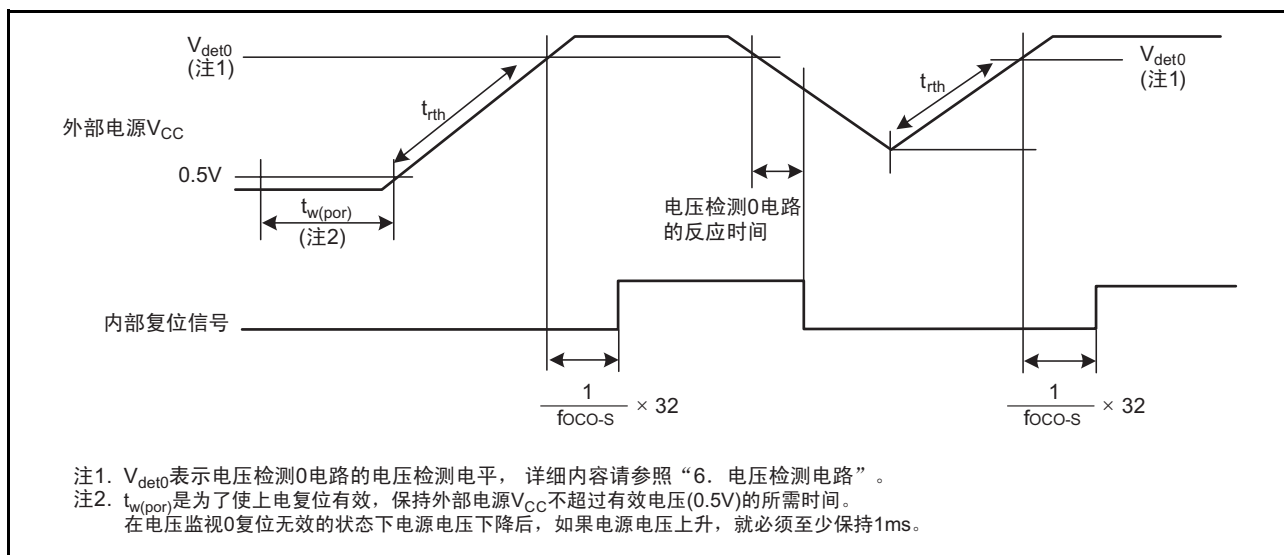 Vdet0
(注1)
trth
外部电源VCC
0.5V
tw(por)
(注2)
电压检测0电路
的反应时间
trth
Vdet0
(注1)
内部复位信号
1
fOCO-S
× 32
1
fOCO-S
× 32
注1. Vdet0表示电压检测0电路的电压检测电平, 详细内容请参照“6. 电压检测电路”。
注2. tw(por)是为了使上电复位有效,保持外部电源VCC不超过有效电压(0.5V)的所需时间。
在电压监视0复位无效的状态下电源电压下降后,如果电源电压上升,就必须至少保持1ms。